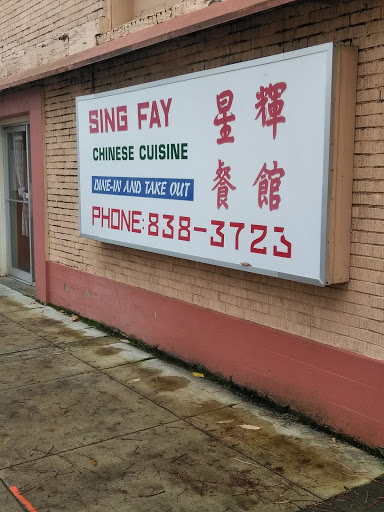 SING FAY
CHINESE CUISINE
DINE-IN AND TAKE OUT
PHONE: 838-3723
星輝
餐館